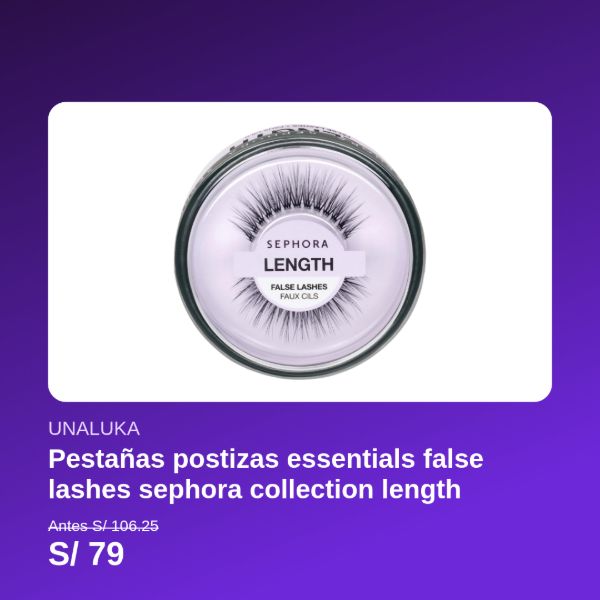 SEPHORA
LENGTH
FALSE LASHES
FAUX CILS
UNALUKA
Pestañas postizas essentials false
lashes sephora collection length
Antes S/ 106.25
S/ 79